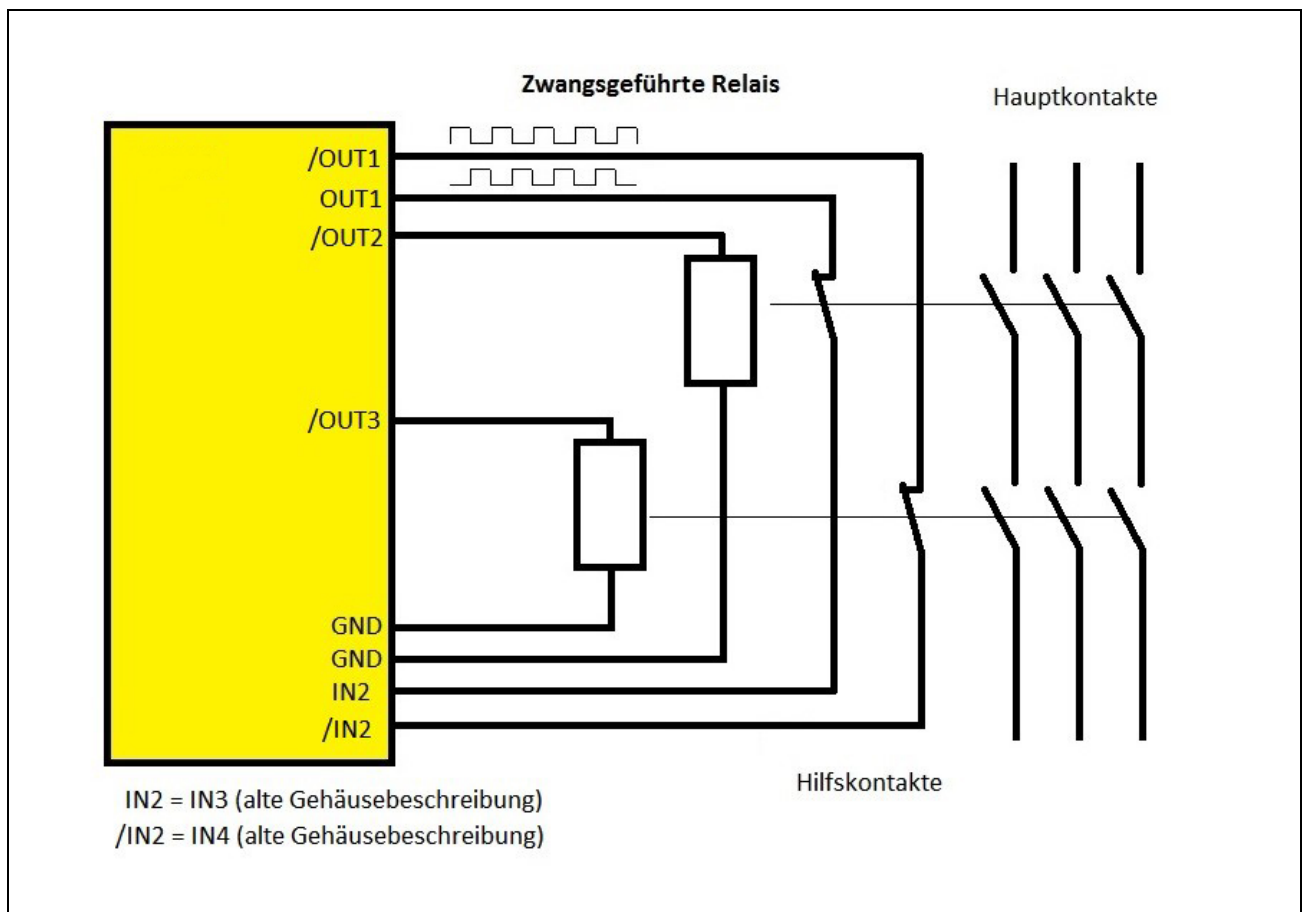 Zwangsgeführte Relais
Hauptkontakte
/OUT1
OUT1
/OUT2
/OUT3
GND
GND
IN2
/IN2
Hilfskontakte
IN2 = IN3 (alte Gehäusebeschreibung)
/IN2 = IN4 (alte Gehäusebeschreibung)